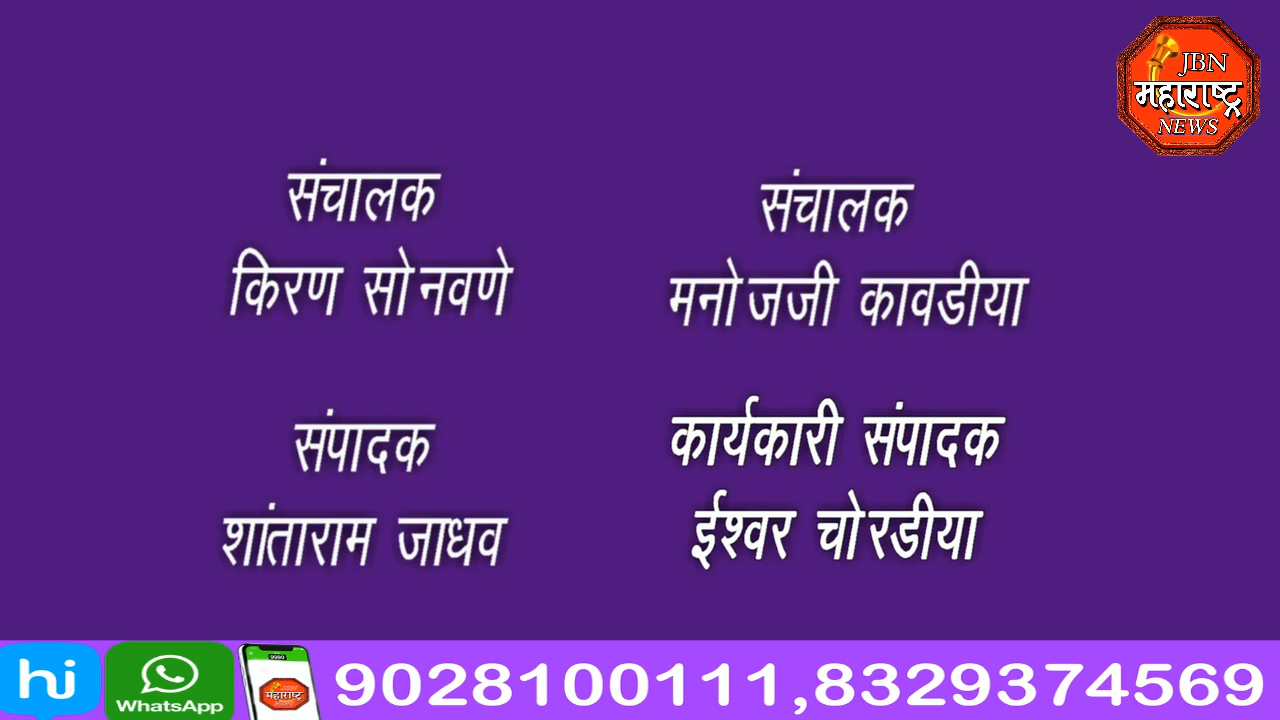 JBN
महाराष्ट्र
NEWS
संचालक
किरण सोनवणे
संचालक
मनोजजी कावडीया
संपादक
शांताराम जाधव
कार्यकारी संपादक
ईश्वर चोरडीया
hi
WhatsApp
महाराष्ट्र
9028100111,8329374569